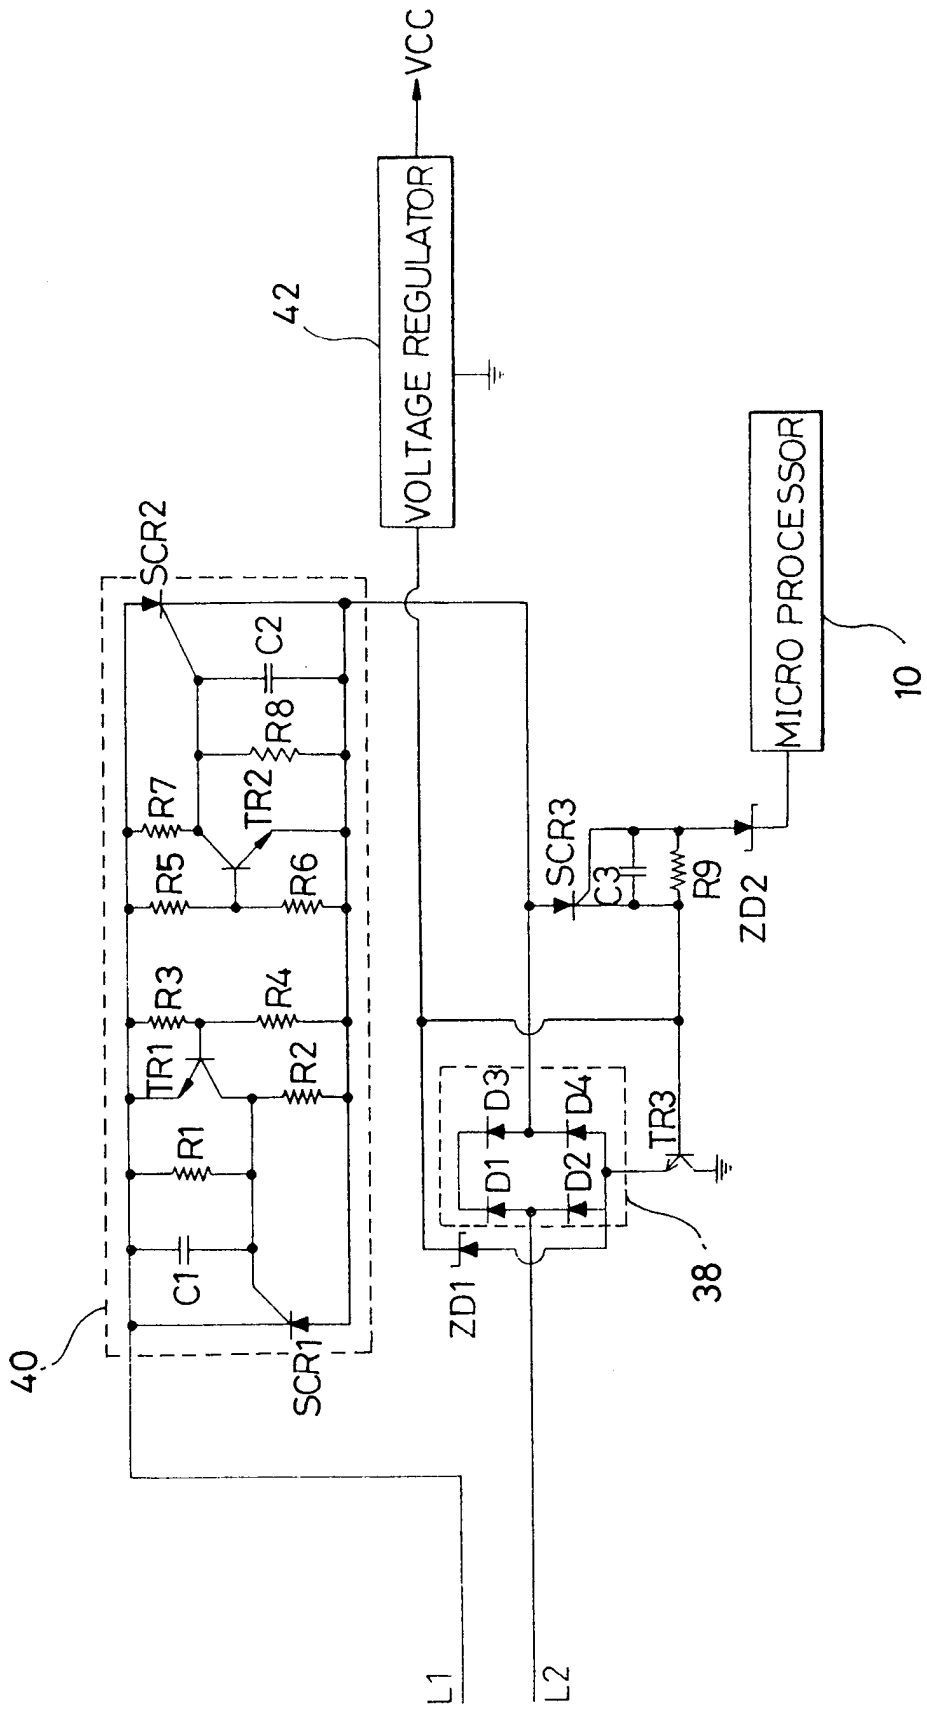 40
SCR1
C1
R1
TR1
R3
R2
R4
R5
R7
R6
TR2
R8
C2
SCR2
42
VOLTAGE REGULATOR
VCC
L1
L2
ZD1
38
D1
D3
D2
D4
TR3
SCR3
C3
R9
ZD2
MICRO PROCESSOR
10